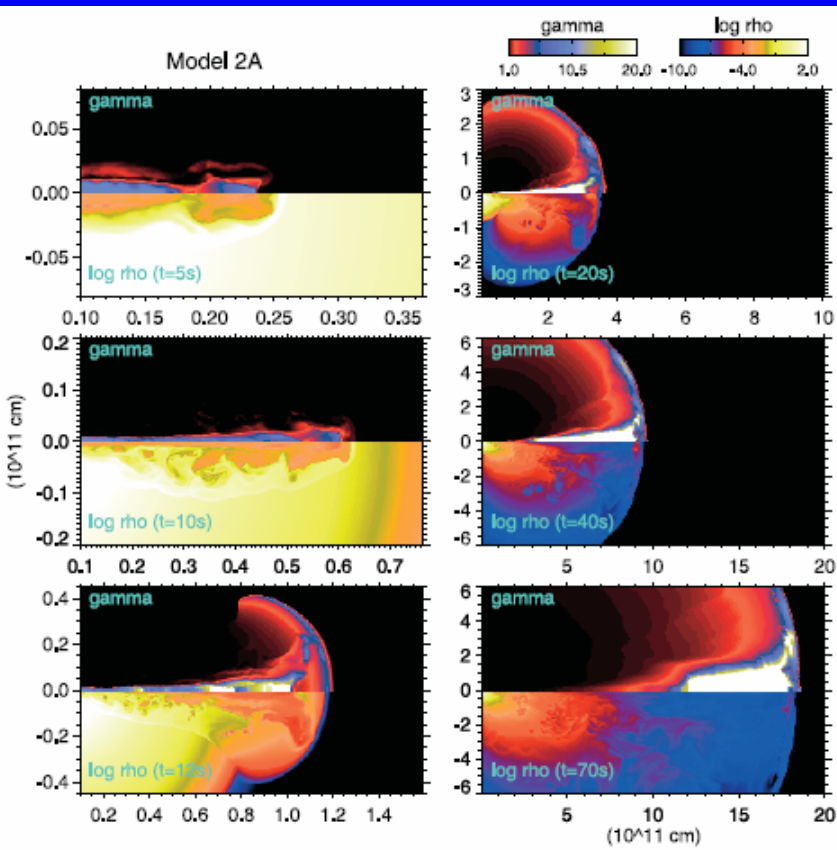 gamma log rho
1.0 10.5 20.0 -10.0 -4.0 2.0
Model 2A
gamma
0.05
0.00
-0.05
log rho (t=5s)
0.10 0.15 0.20 0.25 0.30 0.35
gamma
3
2
1
0
-1
-2
-3
log rho (t=20s)
2 4 6 8 10
gamma
0.2
0.1
0.0
-0.1
-0.2
log rho (t=10s)
0.1 0.2 0.3 0.4 0.5 0.6 0.7
(10^11 cm)
gamma
6
4
2
0
-2
-4
-6
log rho (t=40s)
5 10 15 20
gamma
0.4
0.2
0.0
-0.2
-0.4
log rho (t=12s)
0.2 0.4 0.6 0.8 1.0 1.2 1.4
gamma
6
4
2
0
-2
-4
-6
log rho (t=70s)
5 10 15 20
(10^11 cm)